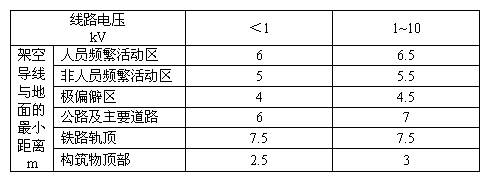 线路电压
kV
＜1
1~10
架空
导线
与地
面的
最小
距离
m
人员频繁活动区
6
6.5
非人员频繁活动区
5
5.5
极偏僻区
4
4.5
公路及主要道路
6
7
铁路轨顶
7.5
7.5
构筑物顶部
2.5
3